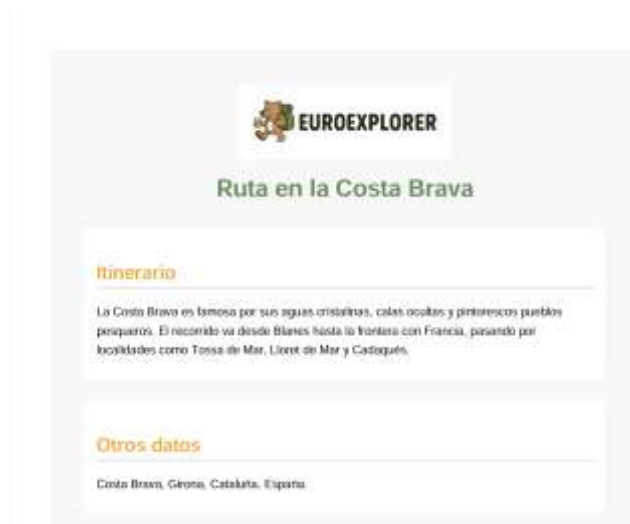 EUROEXPLORER
Ruta en la Costa Brava
Itinerario
La Costa Brava es famosa por sus aguas cristalinas, calas ocultas y pintorescos pueblos
pesqueros. El recorrido va desde Blanes hasta la frontera con Francia, pasando por
localidades como Tossa de Mar, Lloret de Mar y Cadaqués.
Otros datos
Costa Brava, Girona, Cataluña, España